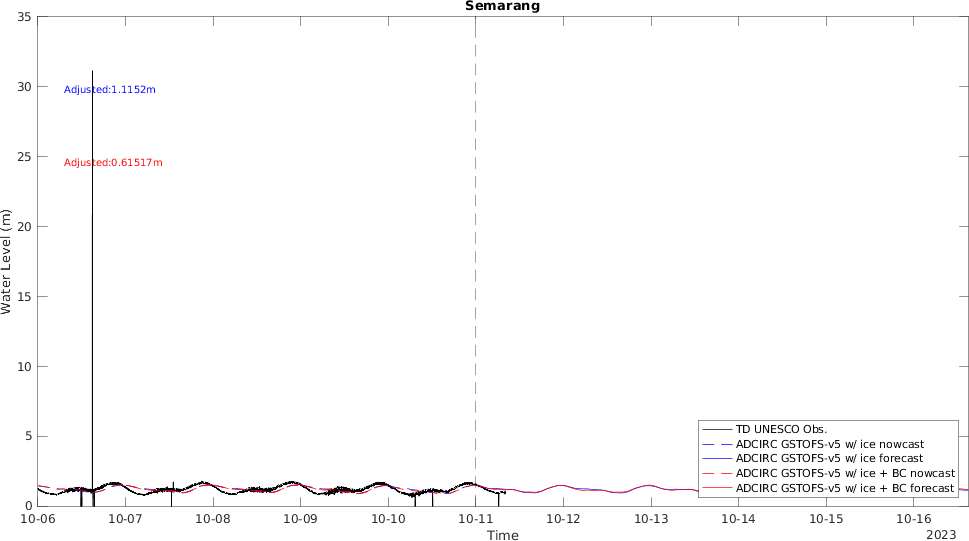 Semarang
35
30
25
20
15
10
5
0
Water Level (m)
Adjusted:1.1152m
Adjusted:0.61517m
TD UNESCO Obs.
ADCIRC GSTOFS-v5 w/ ice nowcast
ADCIRC GSTOFS-v5 w/ ice forecast
ADCIRC GSTOFS-v5 w/ ice + BC nowcast
ADCIRC GSTOFS-v5 w/ ice + BC forecast
10-06 10-07 10-08 10-09 10-10 10-11 10-12 10-13 10-14 10-15 10-16
Time
2023